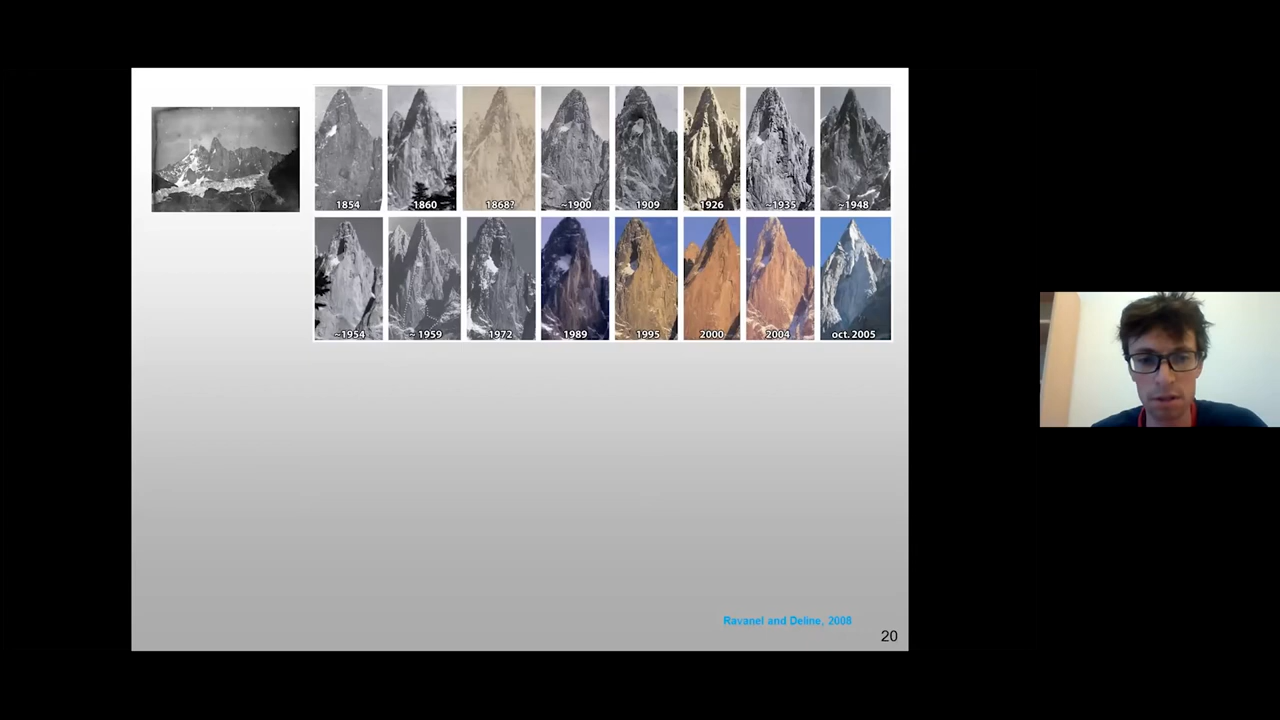 1854 1860 1868? ~1900 1909 1926 ~1935 ~1948
~1954 ~1959 1972 1989 1995 2000 2004 oct. 2005
Ravanel and Deline, 2008
20